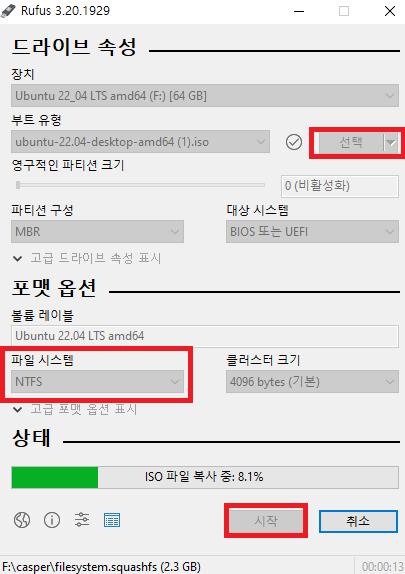 Rufus 3.20.1929
드라이브 속성
장치
Ubuntu 22_04 LTS amd64 (F:) [64 GB]
부트 유형
ubuntu-22.04-desktop-amd64 (1).iso
선택
영구적인 파티션 크기
0 (비활성화)
파티션 구성
대상 시스템
MBR
BIOS 또는 UEFI
고급 드라이브 속성 표시
포맷 옵션
볼륨 레이블
Ubuntu 22.04 LTS amd64
파일 시스템
클러스터 크기
NTFS
4096 bytes (기본)
고급 포맷 옵션 표시
상태
ISO 파일 복사 중: 8.1%
시작
취소
F:\casper\filesystem.squashfs (2.3 GB)
00:00:13